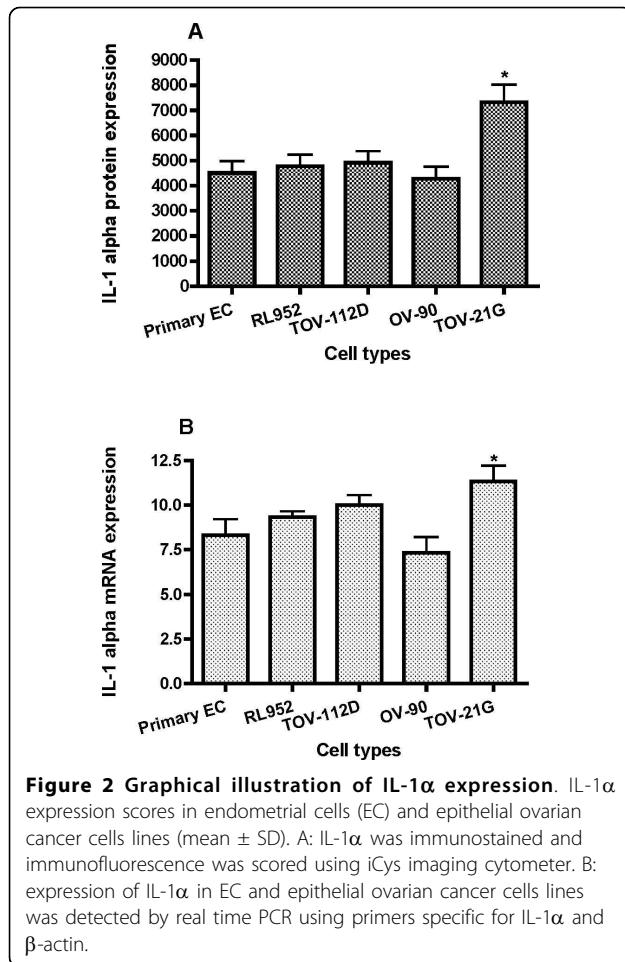 A
IL-1 alpha protein expression
9000
8000
7000
6000
5000
4000
3000
2000
1000
0
*
Primary EC
RL952
TOV-112D
OV-90
TOV-21G
Cell types
B
IL-1 alpha mRNA expression
12.5
10.0
7.5
5.0
2.5
0.0
*
Primary EC
RL952
TOV-112D
OV-90
TOV-21G
Cell types
Figure 2 Graphical illustration of IL-1α expression. IL-1α
expression scores in endometrial cells (EC) and epithelial ovarian
cancer cells lines (mean ± SD). A: IL-1α was immunostained and
immunofluorescence was scored using iCys imaging cytometer. B:
expression of IL-1α in EC and epithelial ovarian cancer cells lines
was detected by real time PCR using primers specific for IL-1α and
β-actin.